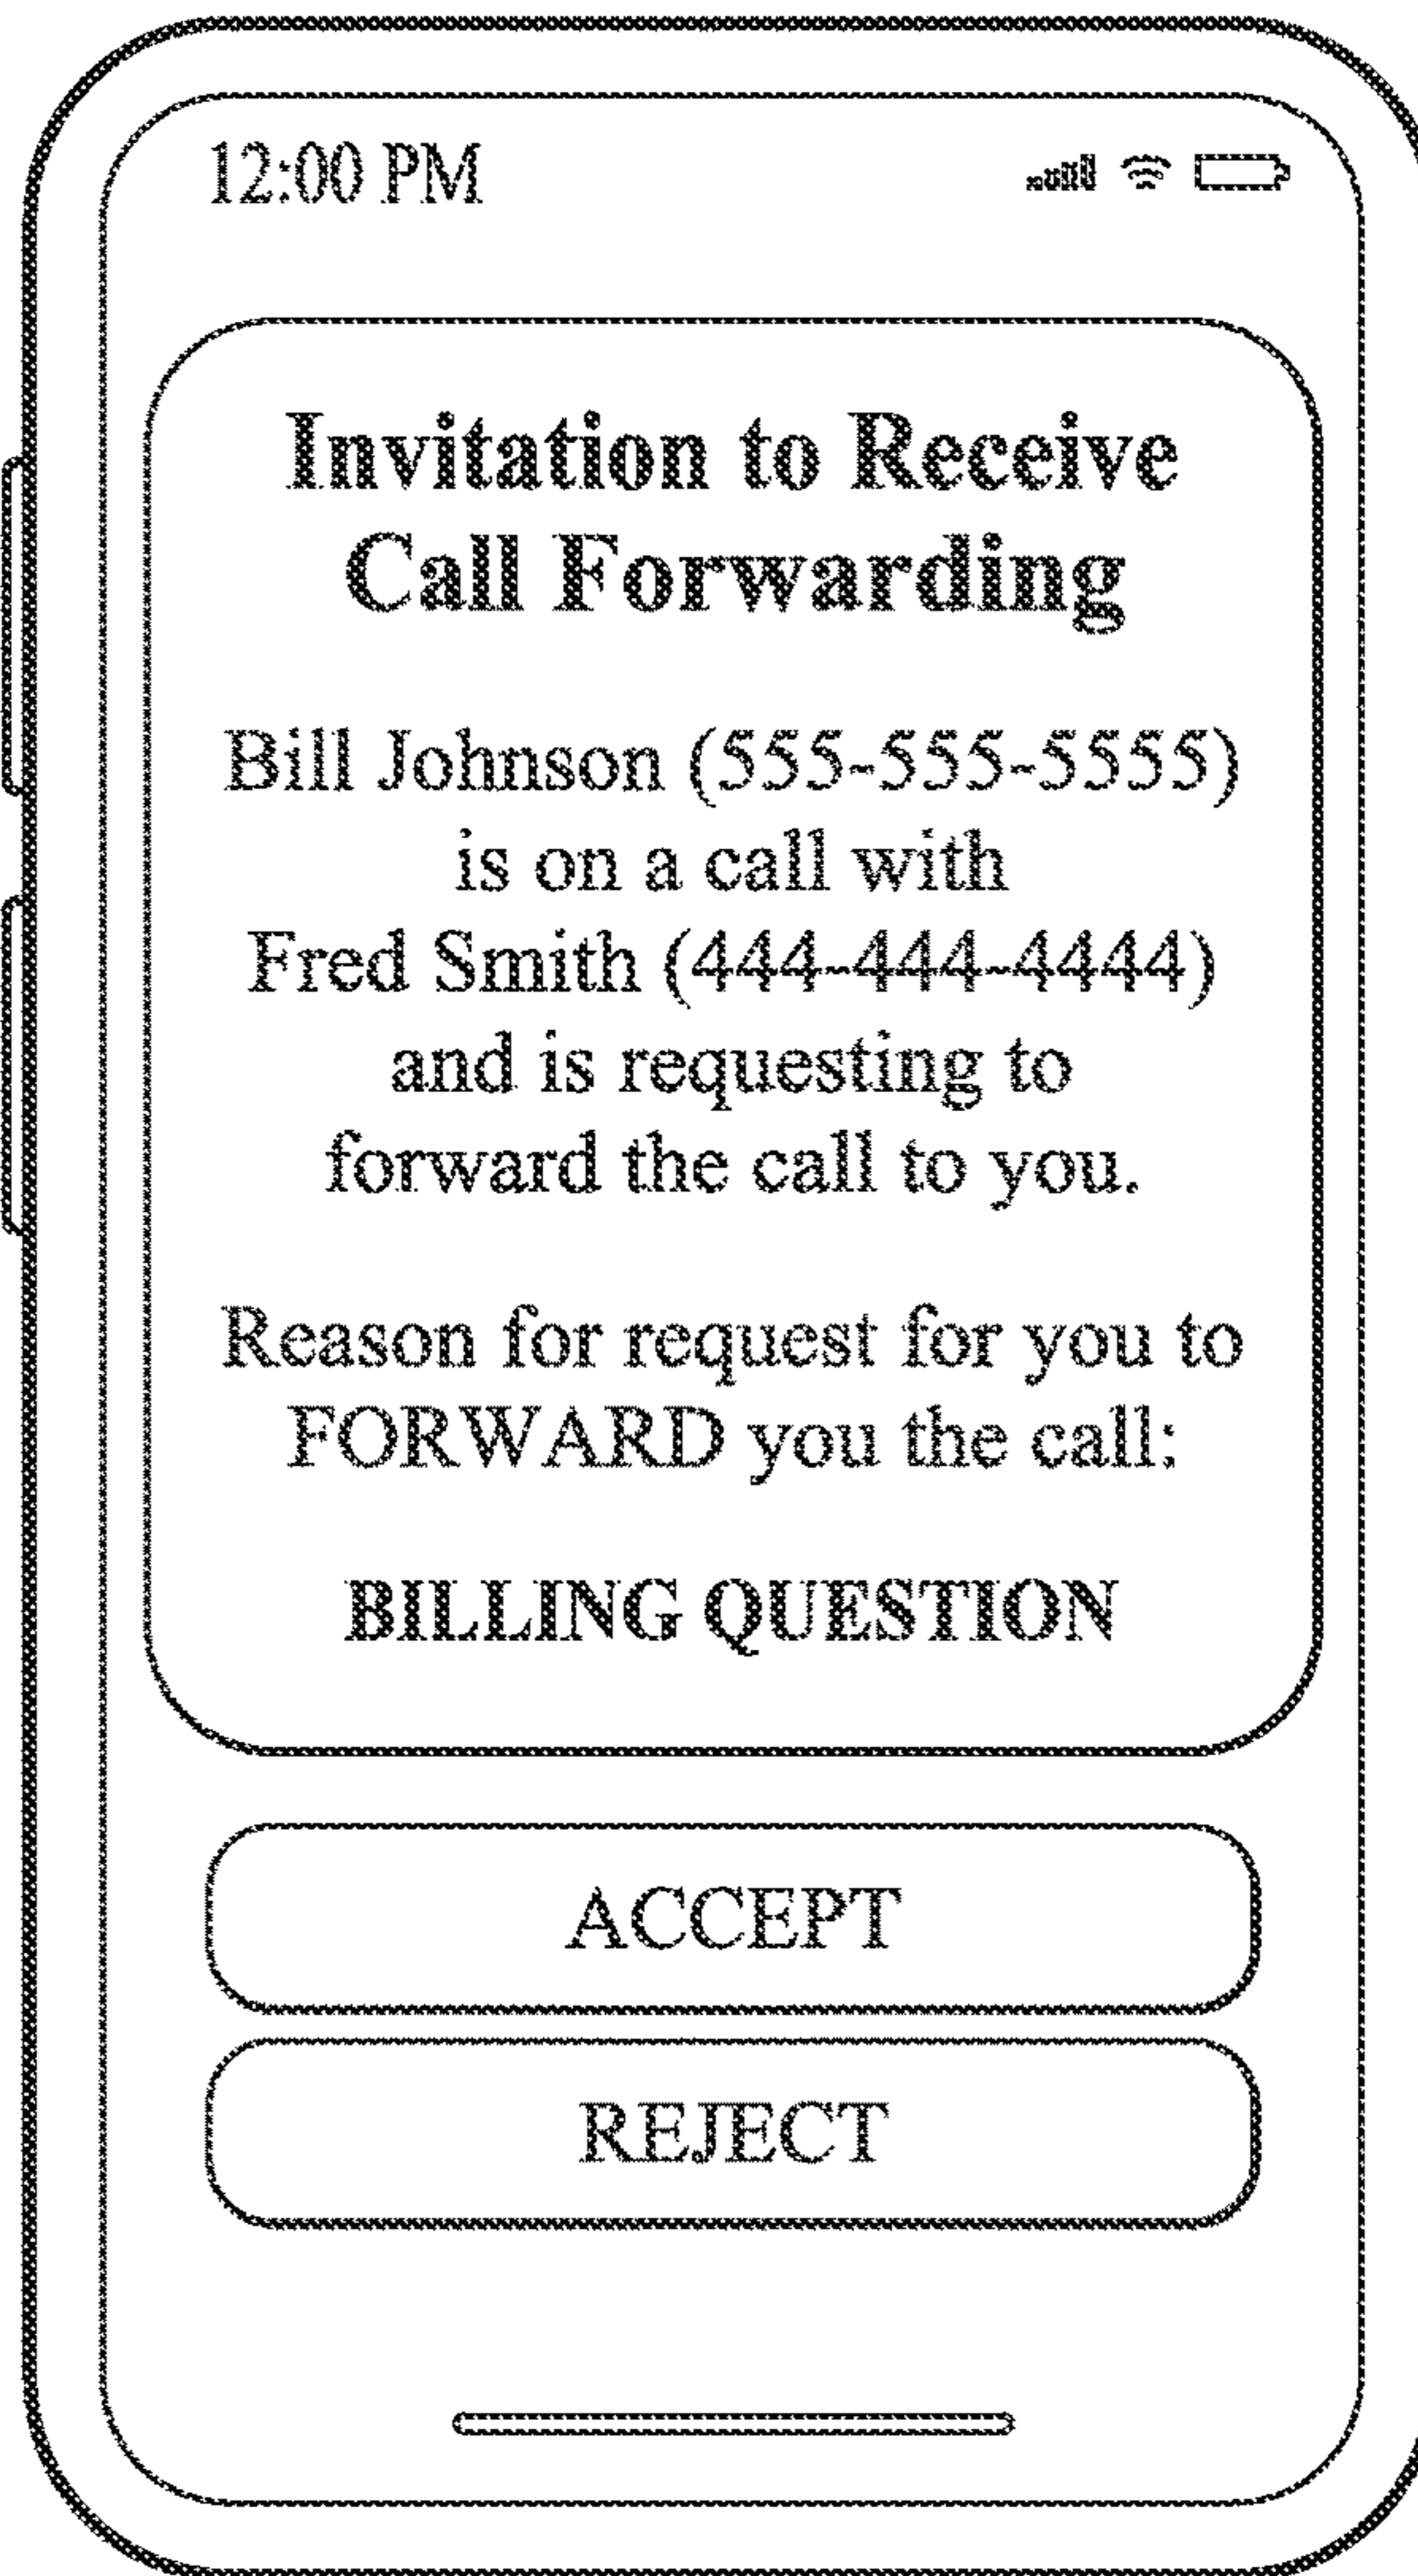 12:00 PM
Invitation to Receive
Call Forwarding
Bill Johnson (555-555-5555)
is on a call with
Fred Smith (444-444-4444)
and is requesting to
forward the call to you.
Reason for request for you to
FORWARD you the call:
BILLING QUESTION
ACCEPT
REJECT